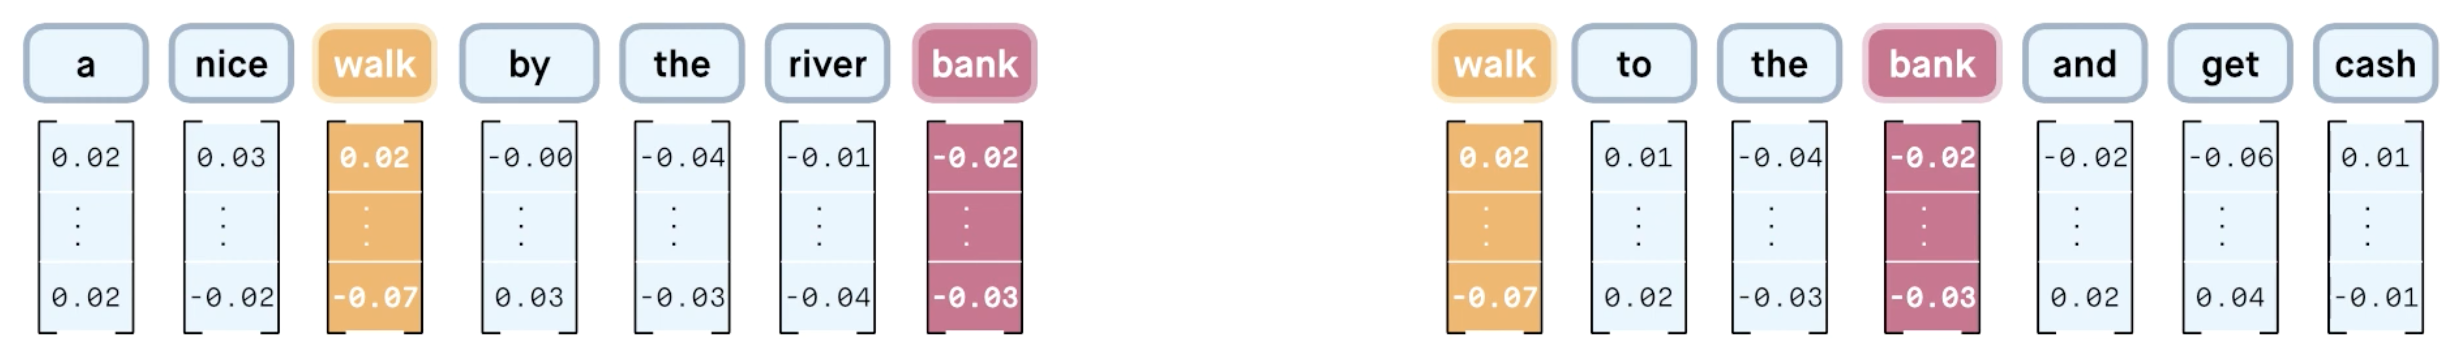 a nice walk by the river bank walk to the bank and get cash
0.02 0.03 0.02 -0.00 -0.04 -0.01 -0.02 0.02 0.01 -0.04 -0.02 -0.02 -0.06 0.01
0.02 -0.02 -0.07 0.03 -0.03 -0.04 -0.03 -0.07 0.02 -0.03 -0.03 0.02 0.04 -0.01